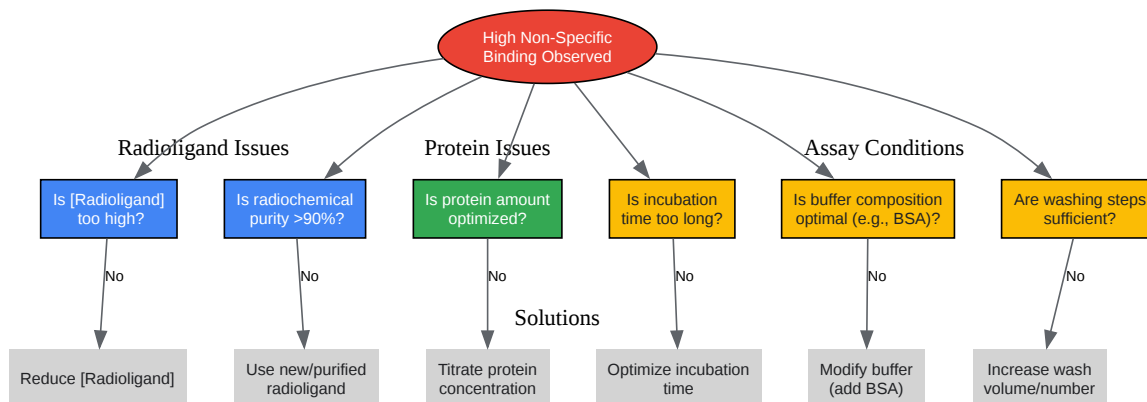 High Non-Specific
Binding Observed
Radioligand Issues
Protein Issues
Assay Conditions
Is [Radioligand]
too high?
Is radiochemical
purity >90%?
Is protein amount
optimized?
Is incubation
time too long?
Is buffer composition
optimal (e.g., BSA)?
Are washing steps
sufficient?
No
No
No
No
No
No
Solutions
Reduce [Radioligand]
Use new/purified
radioligand
Titrate protein
concentration
Optimize incubation
time
Modify buffer
(add BSA)
Increase wash
volume/number